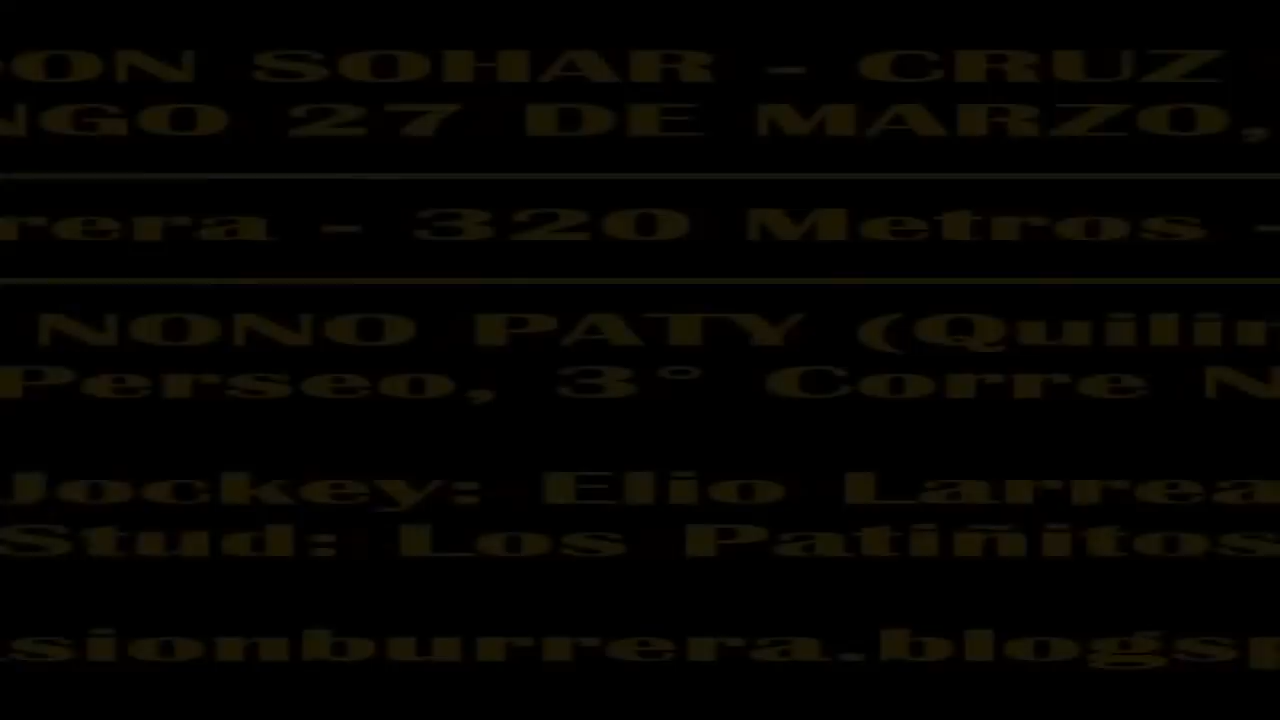 ON SOHAR - CRUZ
NGO 27 DE MARZO,
rera - 320 Metros -
NONO PATY (Quilin
Perseo, 3° Corre N
Jockey: Elio Larrea
Stud: Los Patiñitos
sionburrera.blogsp